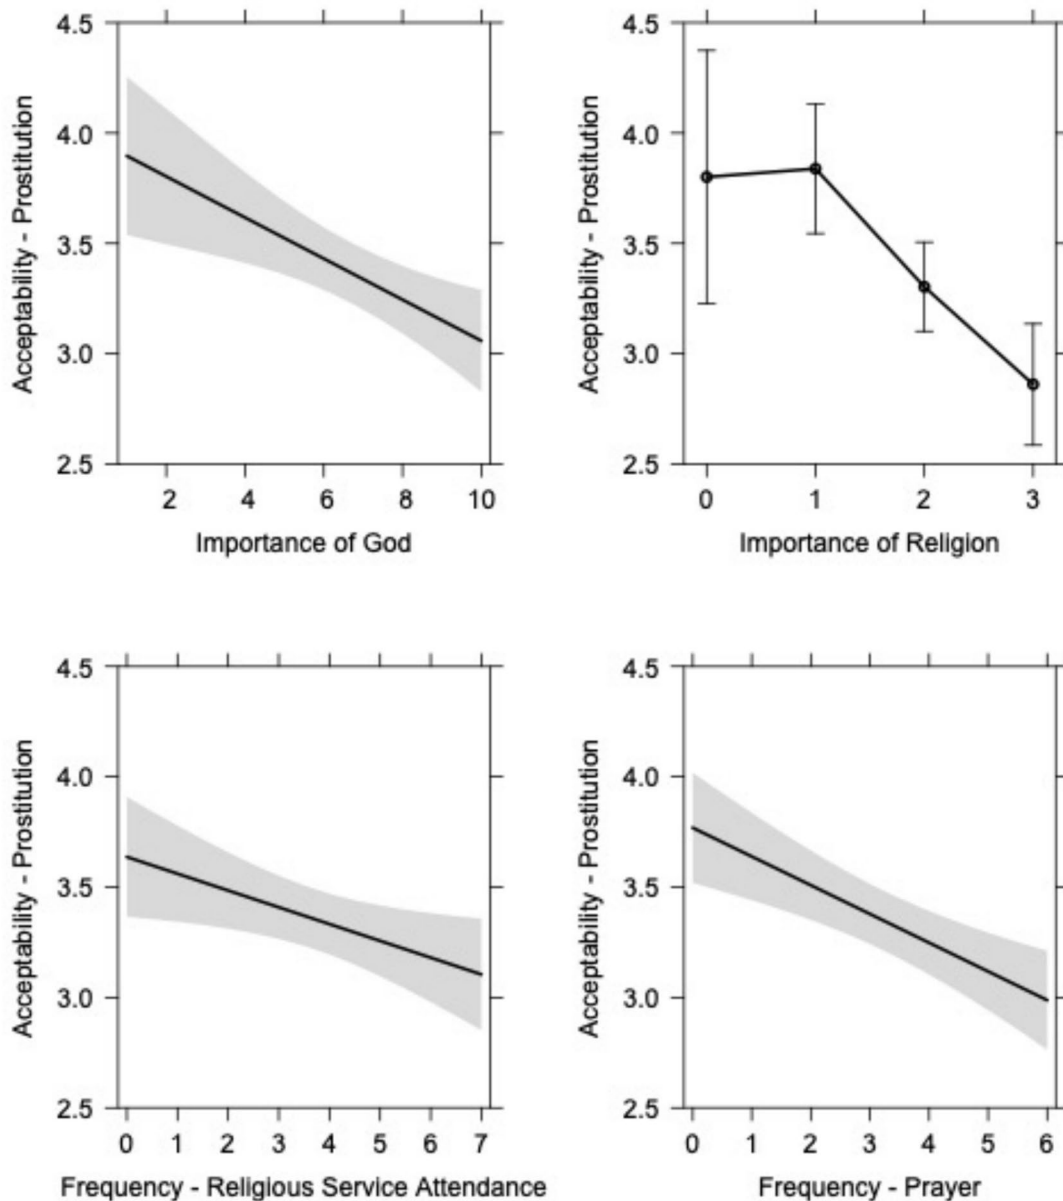 4.5
4.0
3.5
3.0
2.5
Acceptability - Prostitution
2 4 6 8 10
Importance of God
4.5
4.0
3.5
3.0
2.5
Acceptability - Prostitution
0 1 2 3
Importance of Religion
4.5
4.0
3.5
3.0
2.5
Acceptability - Prostitution
0 1 2 3 4 5 6 7
Frequency - Religious Service Attendance
4.5
4.0
3.5
3.0
2.5
Acceptability - Prostitution
0 1 2 3 4 5 6
Frequency - Prayer